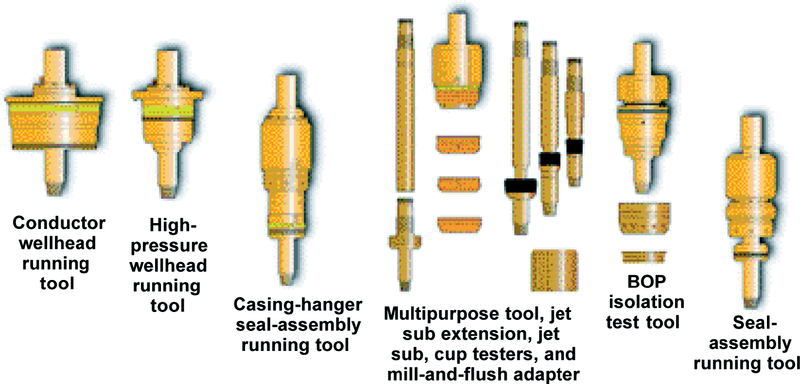 Conductor
wellhead
running
tool
High-
pressure
wellhead
running
tool
Casing-hanger
seal-assembly
running tool
Multipurpose tool, jet
sub extension, jet
sub, cup testers, and
mill-and-flush adapter
BOP
isolation
test tool
Seal-
assembly
running tool